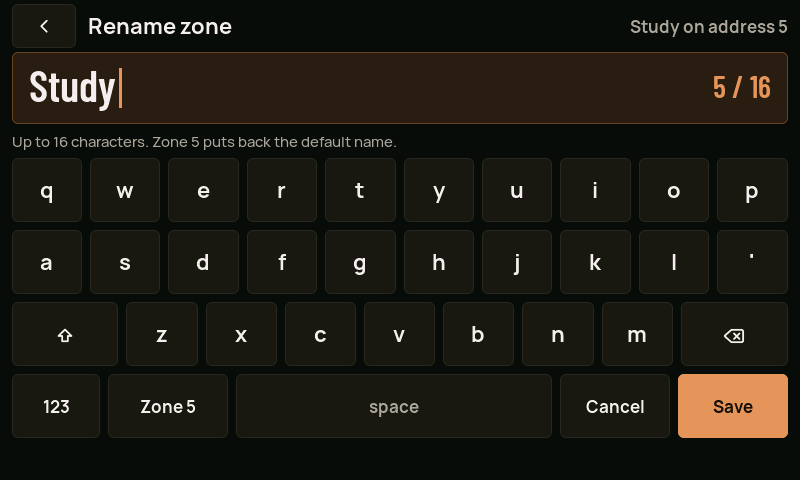 Rename zone
Study on address 5
Study
5 / 16
Up to 16 characters. Zone 5 puts back the default name.
q w e r t y u i o p
a s d f g h j k l '
z x c v b n m
123 Zone 5 space Cancel Save